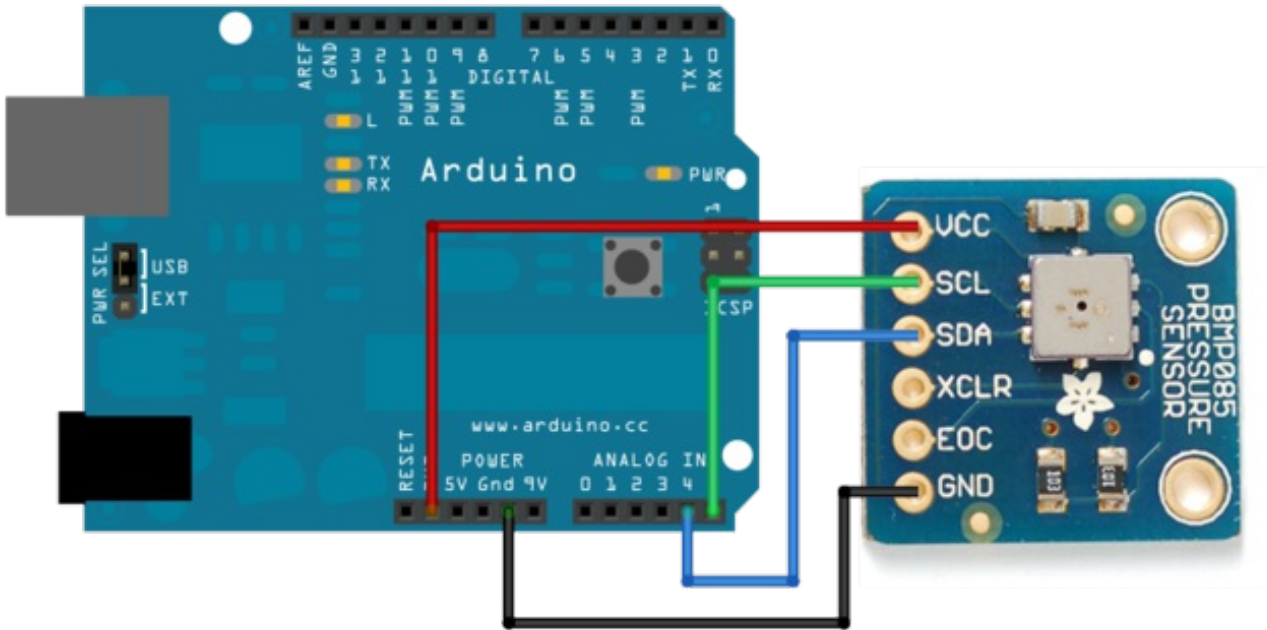 AREF
GND
13
12
PWM 11
PWM 10
PWM 9
8
7
PWM 6
PWM 5
4
PWM 3
2
TX 1
RX 0
DIGITAL
L
TX
RX
Arduino
PWR
1
PWR SEL
USB
EXT
ICSP
www.arduino.cc
RESET
POWER
5V Gnd 9V
ANALOG IN
0 1 2 3 4
VCC
SCL
SDA
XCLR
EOC
GND
BMP085
PRESSURE
SENSOR
103
103